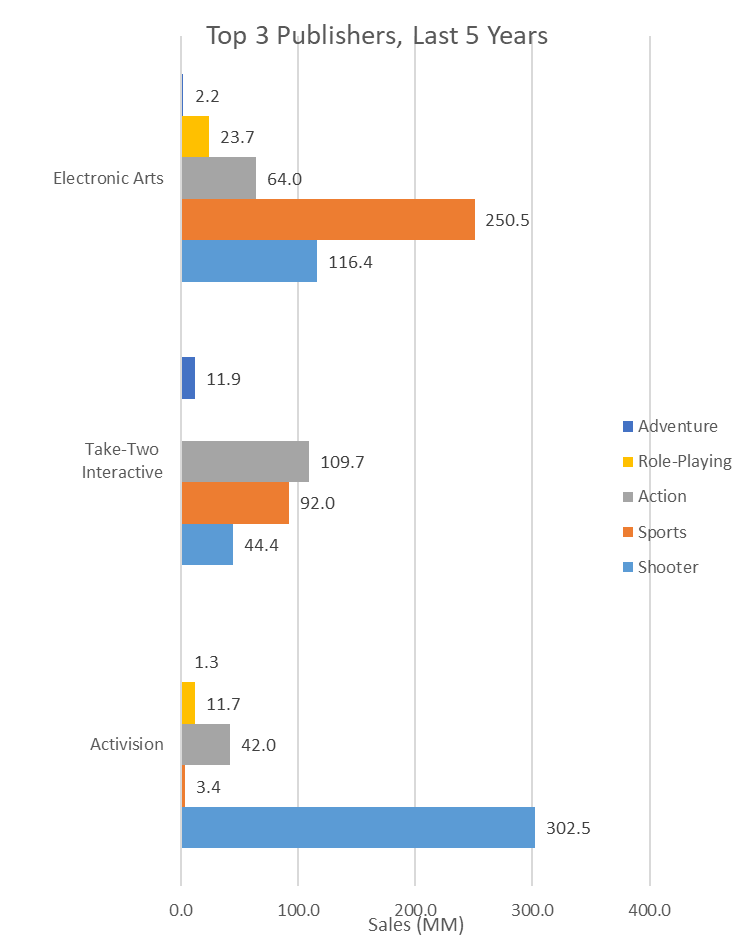 Top 3 Publishers, Last 5 Years
2.2
23.7
Electronic Arts
64.0
250.5
116.4
11.9
Take-Two
Interactive
109.7
92.0
44.4
Adventure
Role-Playing
Action
Sports
Shooter
1.3
11.7
Activision
42.0
3.4
302.5
0.0 100.0 200.0 300.0 400.0
Sales (MM)